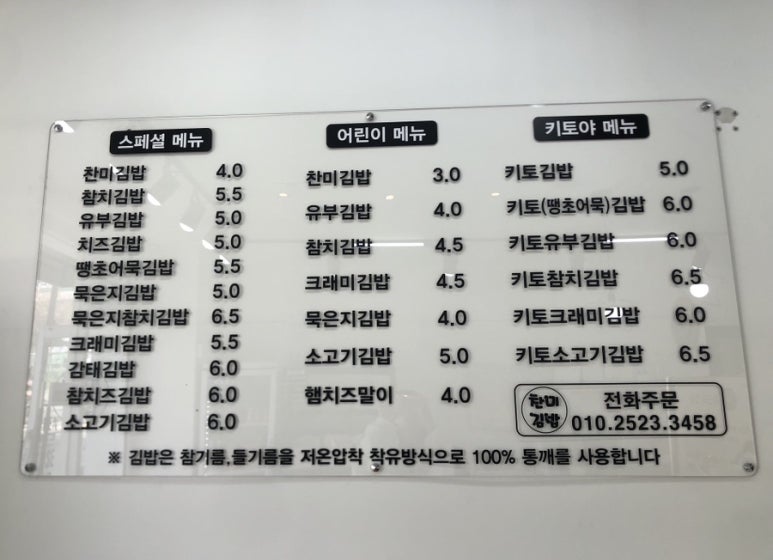 스페셜 메뉴
찬미김밥 4.0
참치김밥 5.5
유부김밥 5.0
치즈김밥 5.0
땡초어묵김밥 5.5
묵은지김밥 5.0
묵은지참치김밥 6.5
크래미김밥 5.5
감태김밥 6.0
참치즈김밥 6.0
소고기김밥 6.0
어린이 메뉴
찬미김밥 3.0
유부김밥 4.0
참치김밥 4.5
크래미김밥 4.5
묵은지김밥 4.0
소고기김밥 5.0
햄치즈말이 4.0
키토야 메뉴
키토김밥 5.0
키토(땡초어묵)김밥 6.0
키토유부김밥 6.0
키토참치김밥 6.5
키토크래미김밥 6.0
키토소고기김밥 6.5
찬미
김밥
전화주문
010.2523.3458
※ 김밥은 참기름,들기름을 저온압착 착유방식으로 100% 통깨를 사용합니다